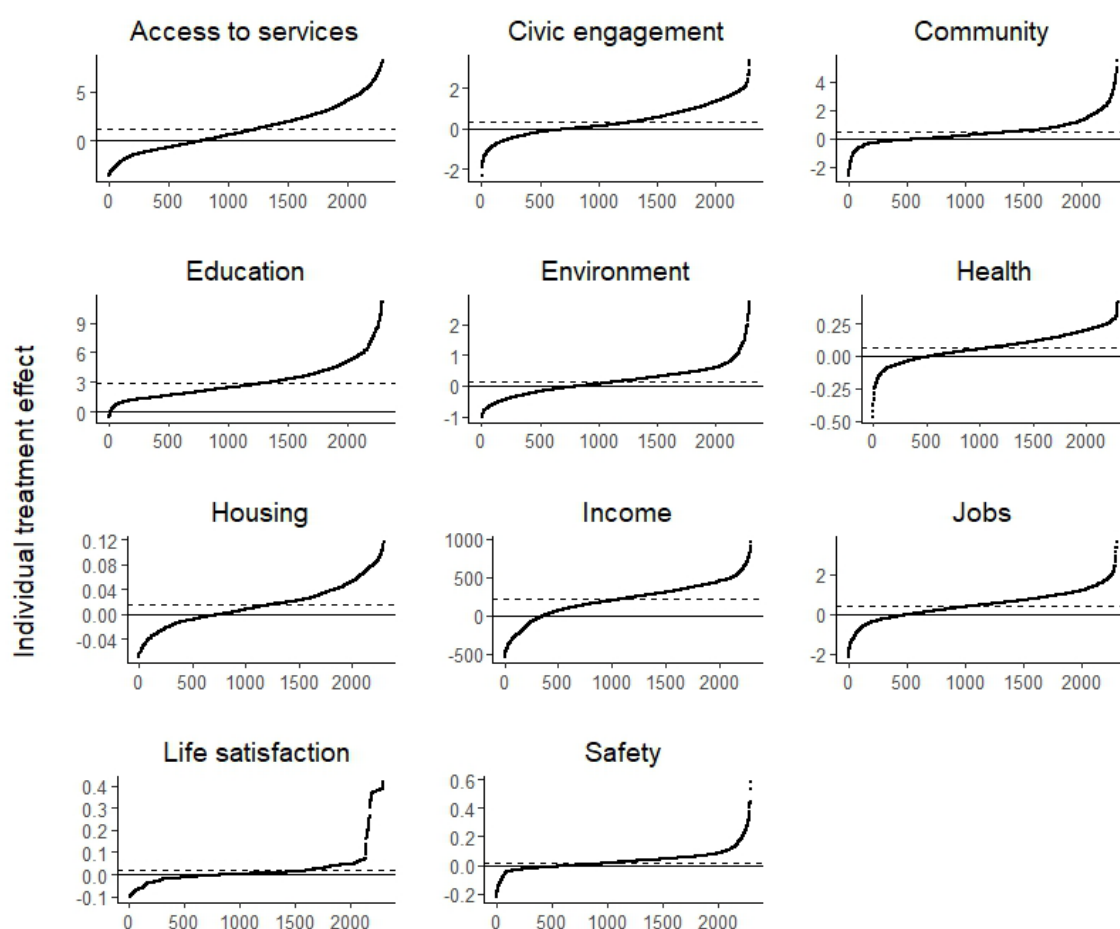 Access to services
Civic engagement
Community
5
0
0 500 1000 1500 2000
2
0
-2
0 500 1000 1500 2000
4
2
0
-2
0 500 1000 1500 2000
Education
Environment
Health
9
6
3
0
0 500 1000 1500 2000
2
1
0
-1
0 500 1000 1500 2000
0.25
0.00
-0.25
-0.50
0 500 1000 1500 2000
Individual treatment effect
Housing
Income
Jobs
0.12
0.08
0.04
0.00
-0.04
0 500 1000 1500 2000
1000
500
0
-500
0 500 1000 1500 2000
2
0
-2
0 500 1000 1500 2000
Life satisfaction
Safety
0.4
0.3
0.2
0.1
0.0
-0.1
0 500 1000 1500 2000
0.6
0.4
0.2
0.0
-0.2
0 500 1000 1500 2000